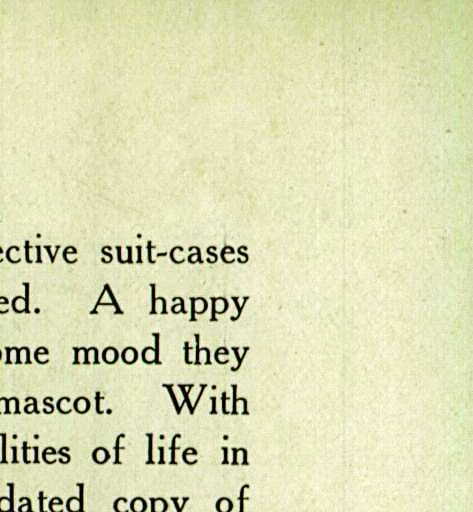 ective suit-cases
ed. A happy
ome mood they
mascot. With
lities of life in
dated copy of